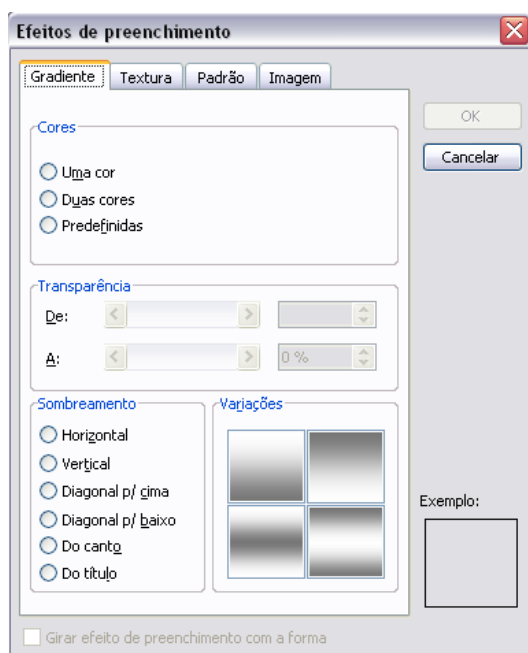 Efeitos de preenchimento
Gradiente Textura Padrão Imagem
OK
Cancelar
Cores
Uma cor
Duas cores
Predefinidas
Transparência
De:
A: 0 %
Sombreamento
Horizontal
Vertical
Diagonal p/ cima
Diagonal p/ baixo
Do canto
Do título
Variações
Exemplo:
Girar efeito de preenchimento com a forma